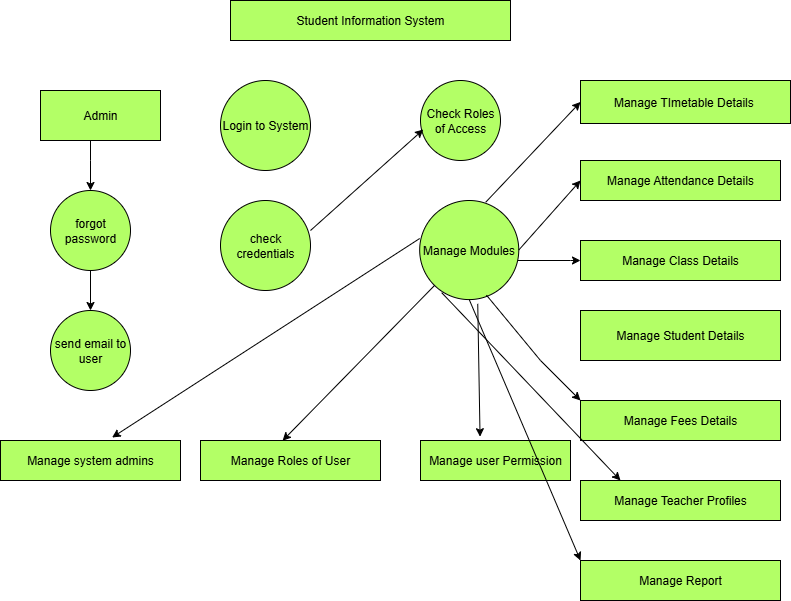 Student Information System
Admin
Login to System
Check Roles
of Access
Manage TImetable Details
Manage Attendance Details
forgot
password
check
credentials
Manage Modules
Manage Class Details
send email to
user
Manage Student Details
Manage Fees Details
Manage system admins
Manage Roles of User
Manage user Permission
Manage Teacher Profiles
Manage Report